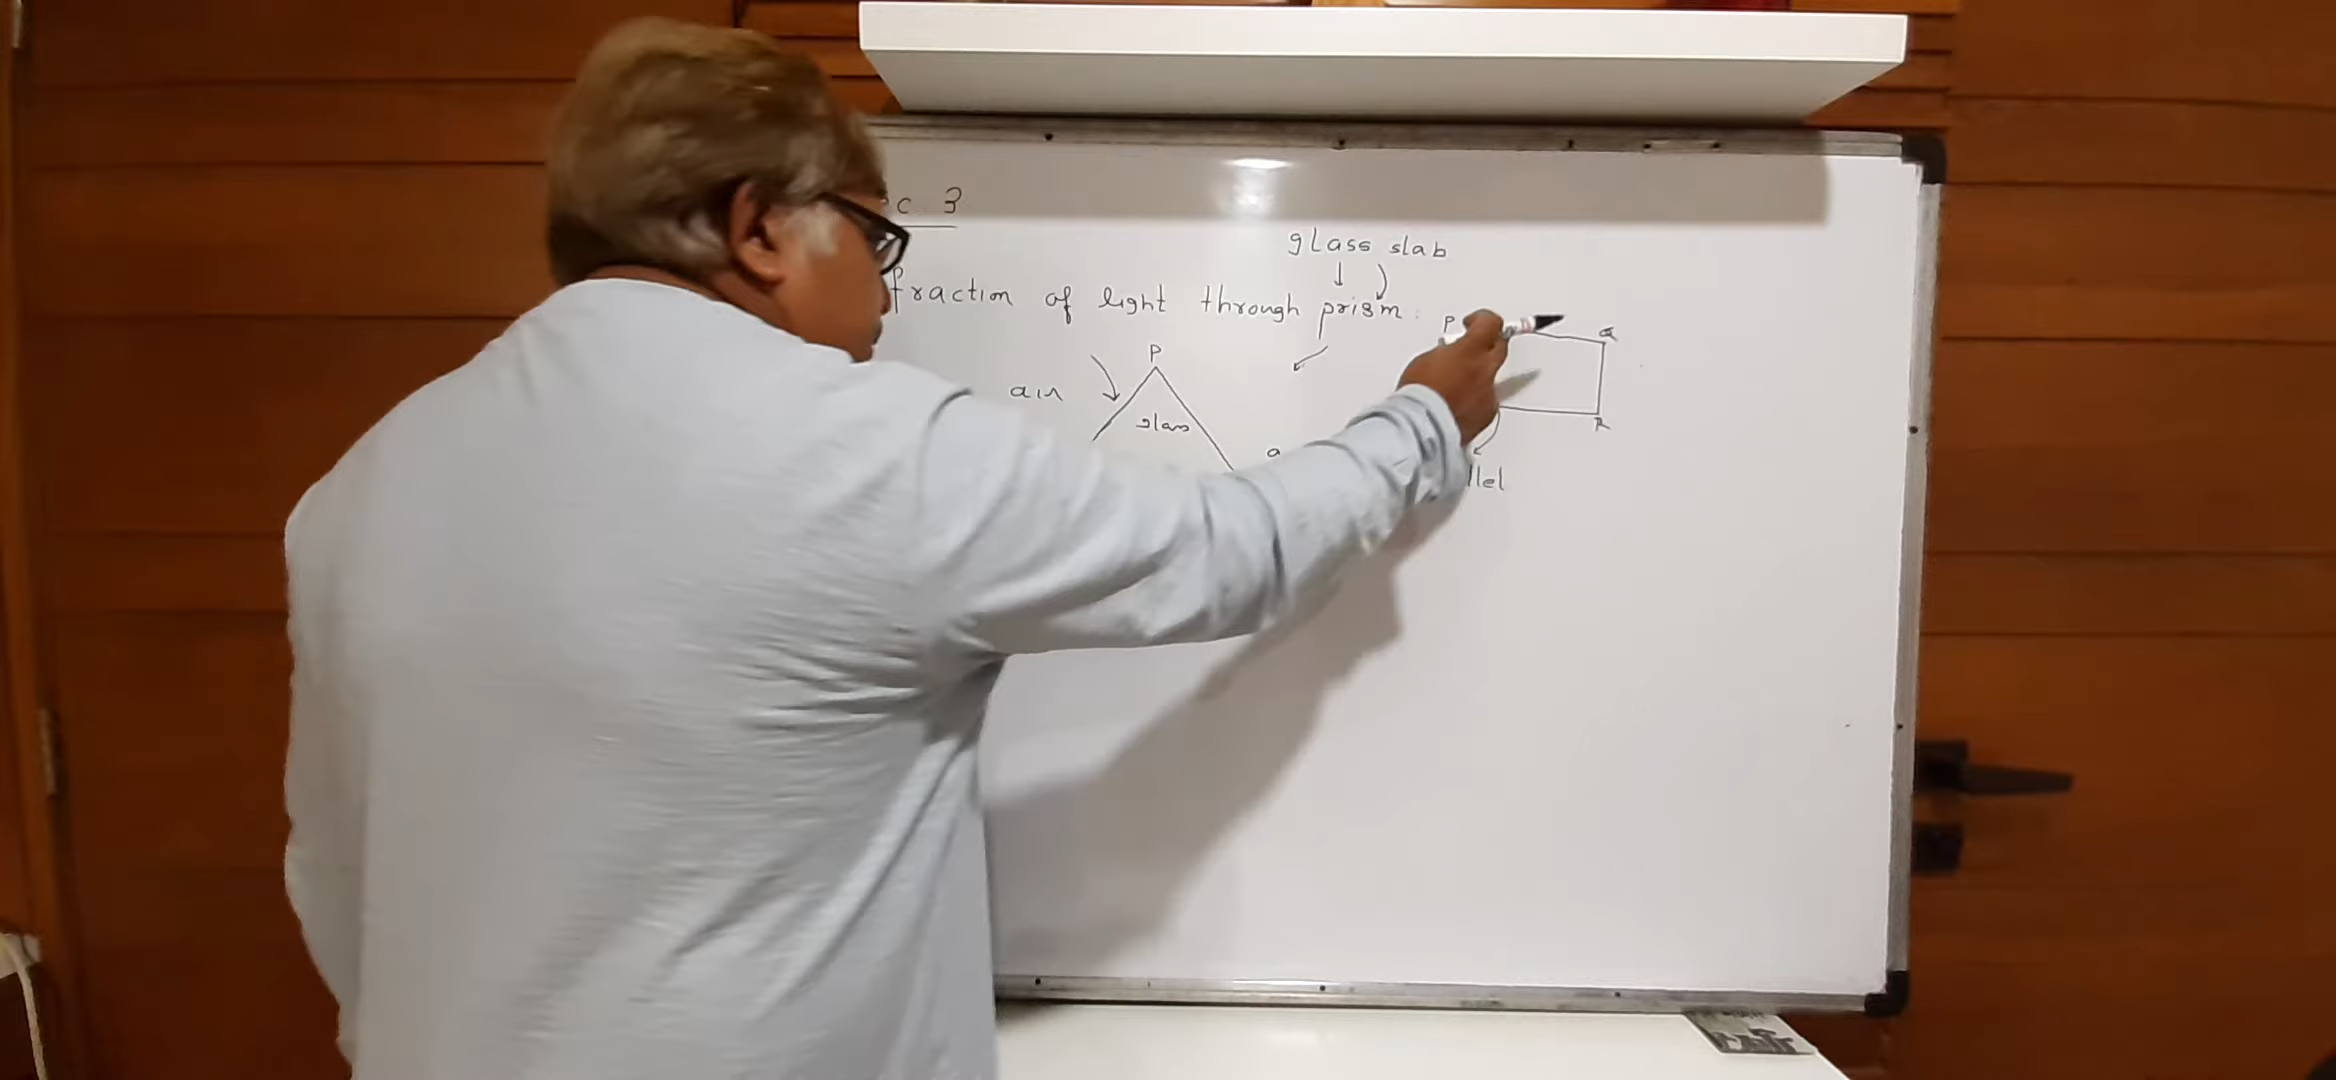 c 3
glass slab
fraction of light through prism :
P
Q
P
air
glass
R
a
llel